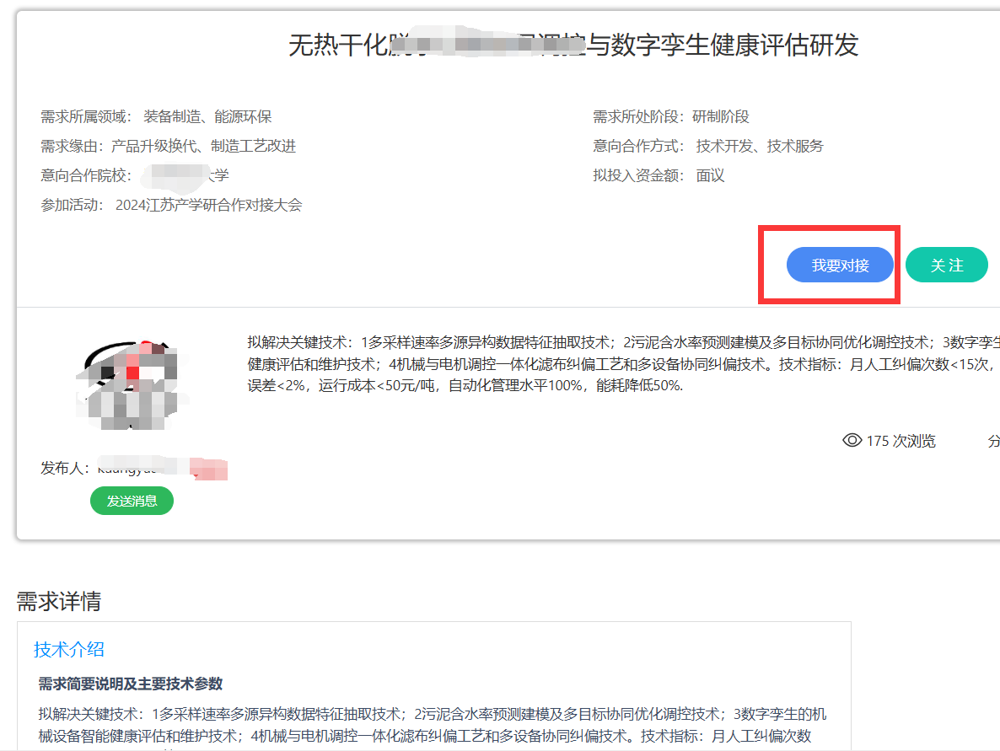 无热干化 调控与数字孪生健康评估研发
需求所属领域： 装备制造、能源环保
需求所处阶段：研制阶段
需求缘由：产品升级换代、制造工艺改进
意向合作方式： 技术开发、技术服务
意向合作院校： 大学
拟投入资金额： 面议
参加活动： 2024江苏产学研合作对接大会
我要对接
关 注
拟解决关键技术：1多采样速率多源异构数据特征抽取技术；2污泥含水率预测建模及多目标协同优化调控技术；3数字孪生
健康评估和维护技术；4机械与电机调控一体化滤布纠偏工艺和多设备协同纠偏技术。技术指标：月人工纠偏次数<15次，
误差<2%，运行成本<50元/吨，自动化管理水平100%，能耗降低50%.
175 次浏览
分
发布人：
发送消息
需求详情
技术介绍
需求简要说明及主要技术参数
拟解决关键技术：1多采样速率多源异构数据特征抽取技术；2污泥含水率预测建模及多目标协同优化调控技术；3数字孪生的机
械设备智能健康评估和维护技术；4机械与电机调控一体化滤布纠偏工艺和多设备协同纠偏技术。技术指标：月人工纠偏次数